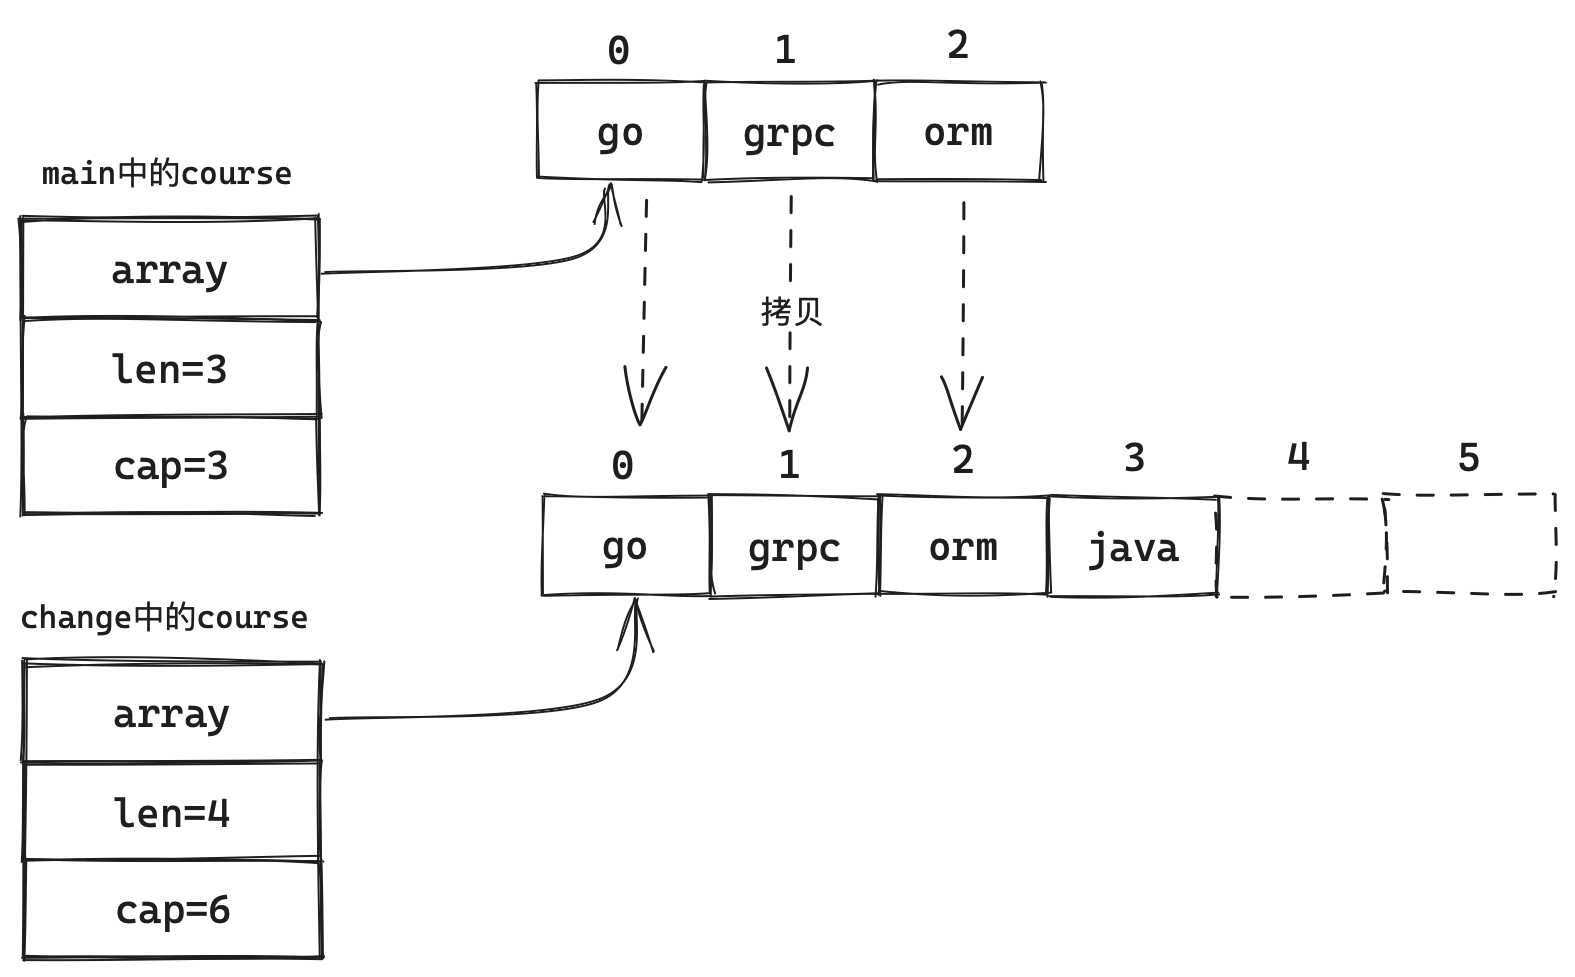 0 1 2
go grpc orm
main中的course
array
len=3
cap=3
拷贝
0 1 2 3 4 5
go grpc orm java
change中的course
array
len=4
cap=6